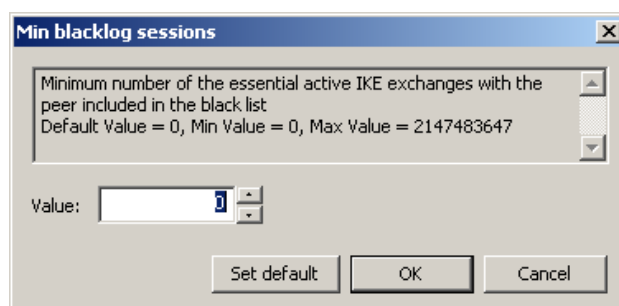 Min blacklog sessions
Minimum number of the essential active IKE exchanges with the
peer included in the black list
Default Value = 0, Min Value = 0, Max Value = 2147483647
Value: 0
Set default OK Cancel